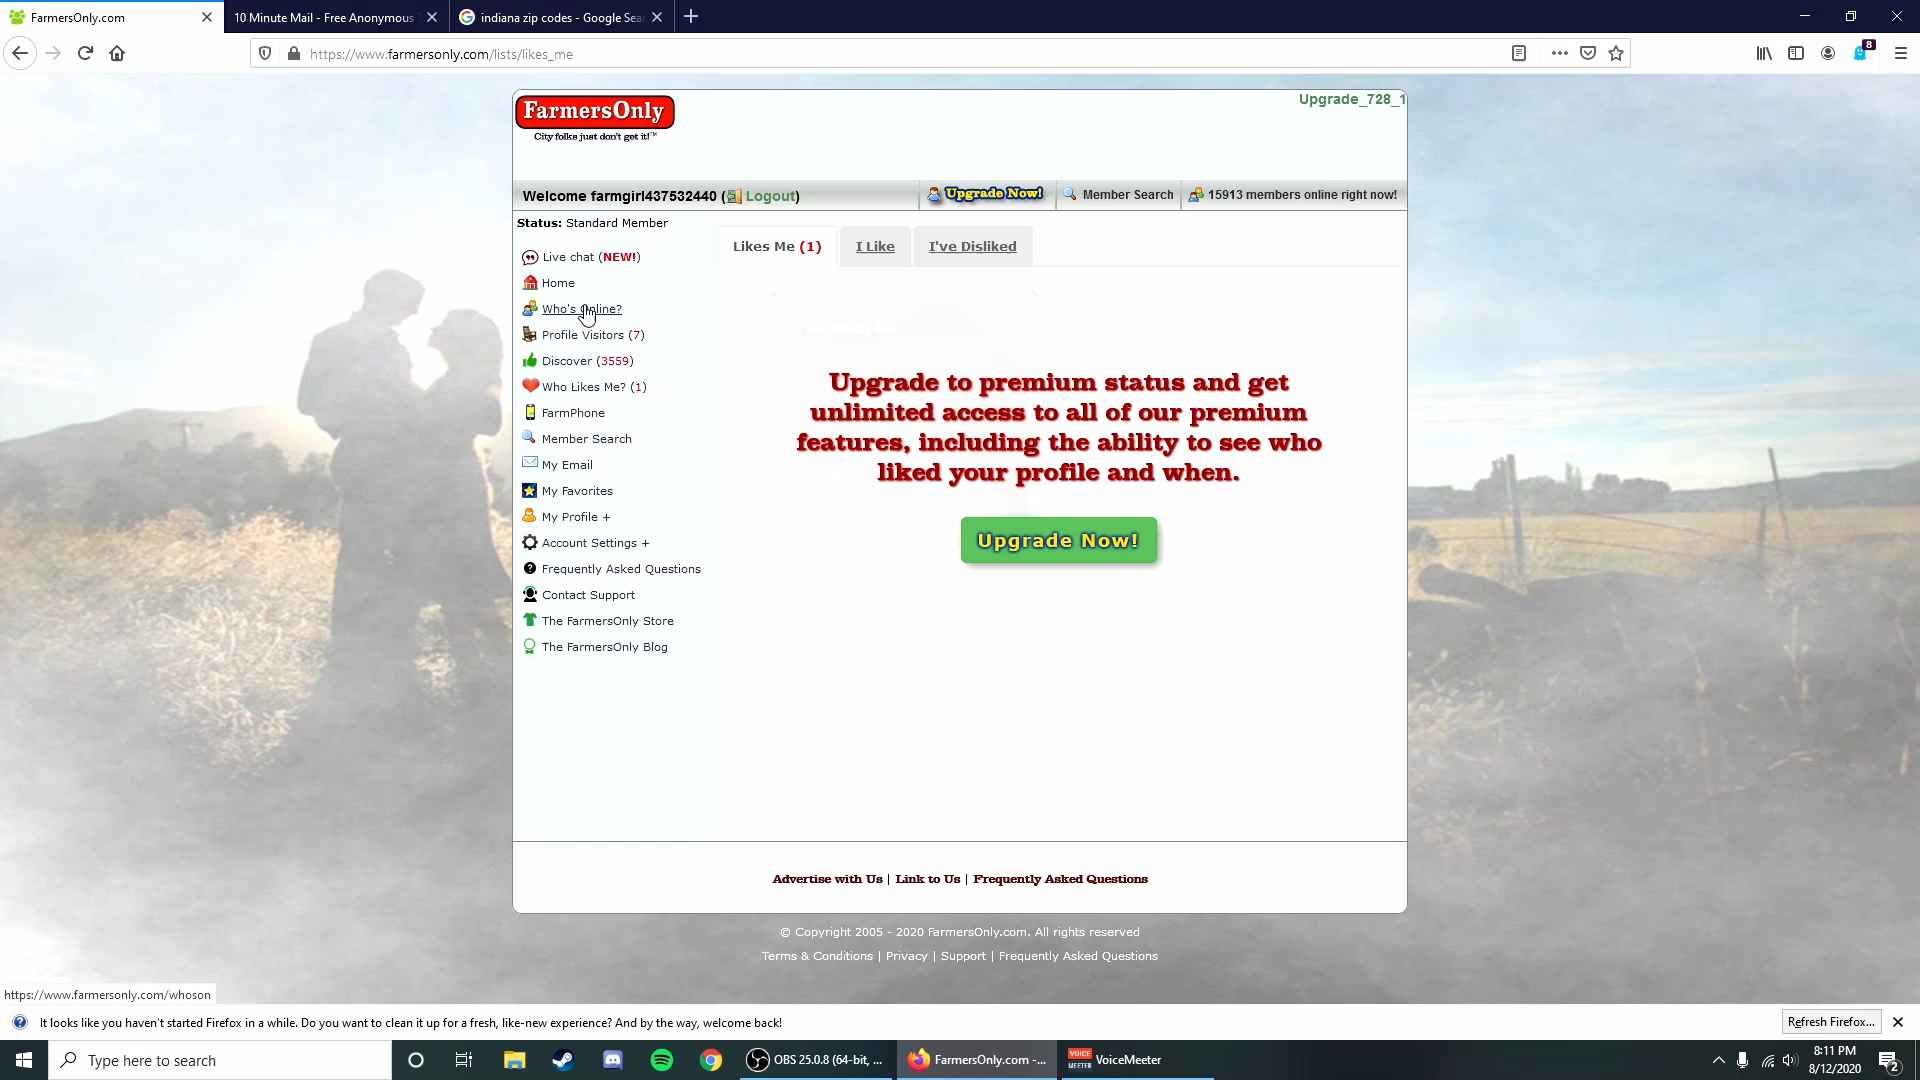 FarmersOnly.com
10 Minute Mail - Free Anonymous
indiana zip codes - Google Sea
https://www.farmersonly.com/lists/likes_me
8
FarmersOnly
City folks just don't get it!™
Upgrade_728_1
Welcome farmgirl437532440 ( Logout)
Upgrade Now!
Member Search
15913 members online right now!
Status: Standard Member
Likes Me (1)
I Like
I've Disliked
Live chat (NEW!)
Home
Who's Online?
Profile Visitors (7)
Discover (3559)
Who Likes Me? (1)
FarmPhone
Member Search
My Email
My Favorites
My Profile +
Account Settings +
Frequently Asked Questions
Contact Support
The FarmersOnly Store
The FarmersOnly Blog
Upgrade to premium status and get
unlimited access to all of our premium
features, including the ability to see who
liked your profile and when.
Upgrade Now!
Advertise with Us | Link to Us | Frequently Asked Questions
© Copyright 2005 - 2020 FarmersOnly.com. All rights reserved
Terms & Conditions | Privacy | Support | Frequently Asked Questions
https://www.farmersonly.com/whoson
It looks like you haven't started Firefox in a while. Do you want to clean it up for a fresh, like-new experience? And by the way, welcome back!
Refresh Firefox...
Type here to search
OBS 25.0.8 (64-bit, ...
FarmersOnly.com -...
VOICE MEETER
VoiceMeeter
8:11 PM
8/12/2020
2